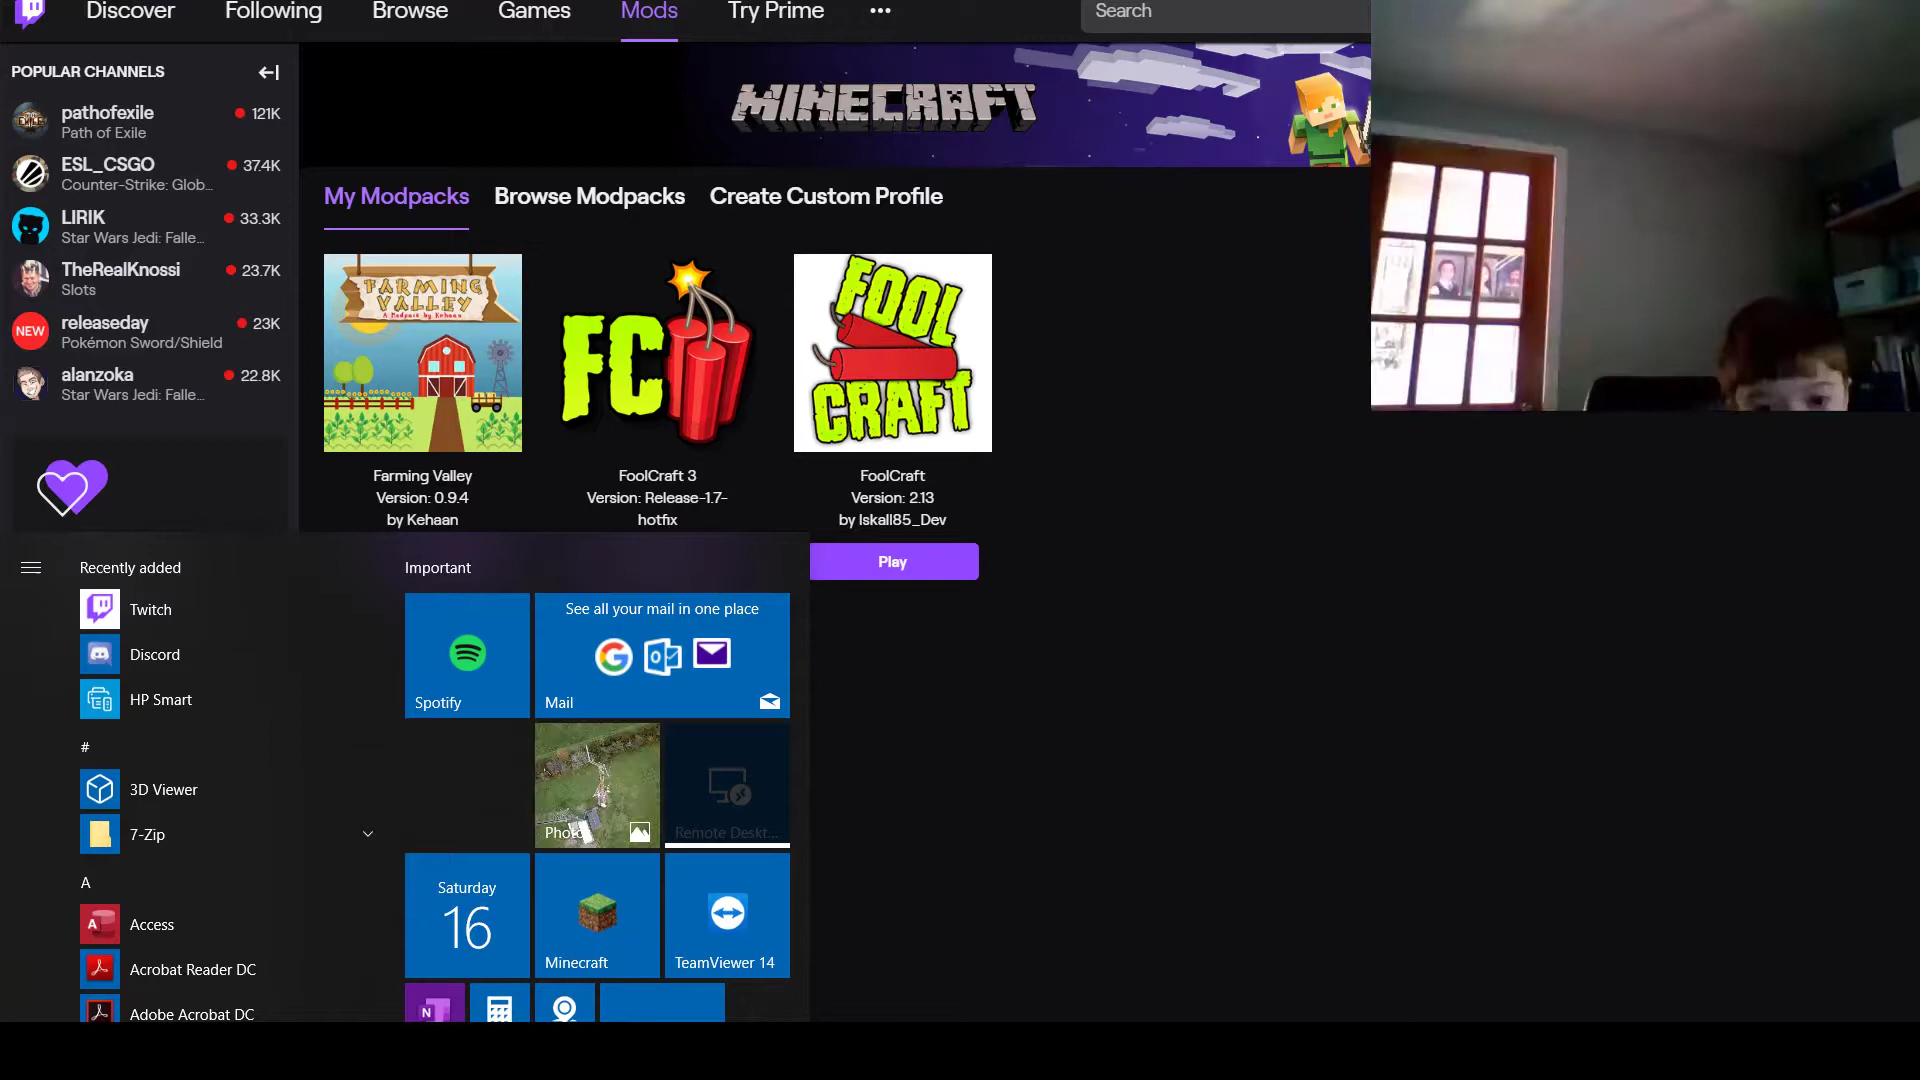 Discover Following Browse Games Mods Try Prime ••• Search
POPULAR CHANNELS
pathofexile 121K
Path of Exile
ESL_CSGO 37.4K
Counter-Strike: Glob...
LIRIK 33.3K
Star Wars Jedi: Falle...
TheRealKnossi 23.7K
Slots
NEW
releaseday 23K
Pokémon Sword/Shield
alanzoka 22.8K
Star Wars Jedi: Falle...
MINECRAFT
My Modpacks Browse Modpacks Create Custom Profile
FARMING
VALLEY
A Modpack by Kehaan
FC
FOOL
CRAFT
Farming Valley
Version: 0.9.4
by Kehaan
FoolCraft 3
Version: Release-1.7-
hotfix
FoolCraft
Version: 2.13
by Iskall85_Dev
Play
Recently added
Twitch
Discord
HP Smart
#
3D Viewer
7-Zip
A
Access
Acrobat Reader DC
Adobe Acrobat DC
Important
Spotify
See all your mail in one place
Mail
Photos
Remote Deskt...
Saturday
16
Minecraft
TeamViewer 14